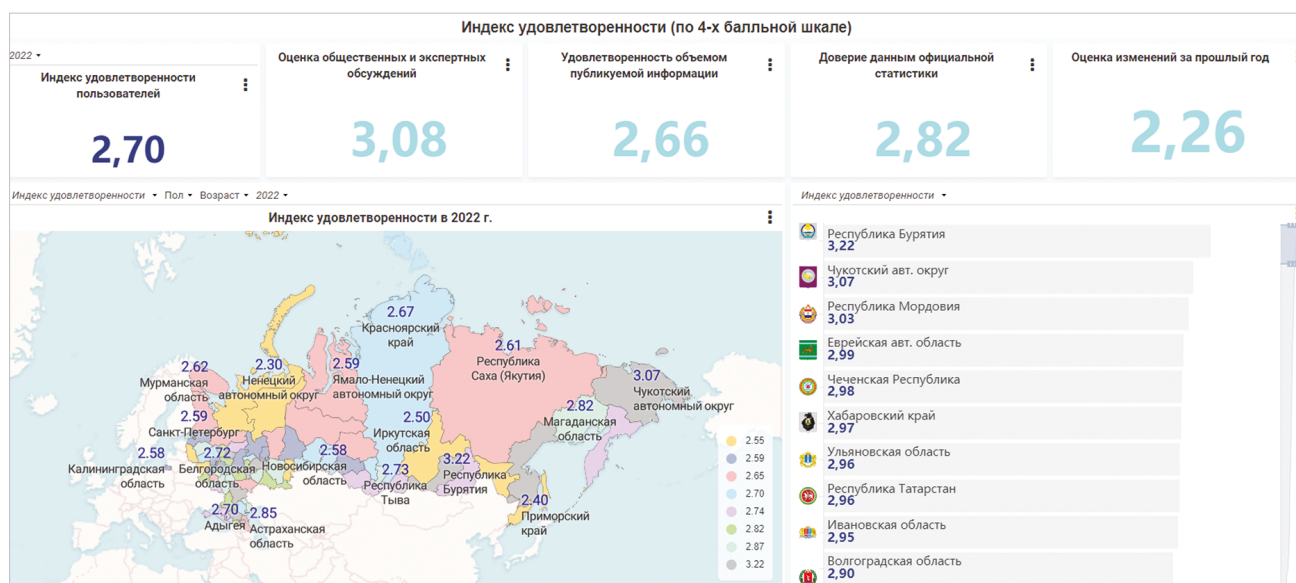 Индекс удовлетворенности (по 4-х балльной шкале)
2022
Индекс удовлетворенности
пользователей
2,70
Оценка общественных и экспертных
обсуждений
3,08
Удовлетворенность объемом
публикуемой информации
2,66
Доверие данным официальной
статистики
2,82
Оценка изменений за прошлый год
2,26
Индекс удовлетворенности Пол Возраст 2022
Индекс удовлетворенности в 2022 г.
2.67
Красноярский
край
2.61
Республика
Саха (Якутия)
2.62
Мурманская
область
2.30
Ненецкий
автономный округ
2.59
Ямало-Ненецкий
автономный округ
3.07
Чукотский
автономный округ
2.82
Магаданская
область
2.59
Санкт-Петербург
2.50
Иркутская
область
2.58
Калининградская
область
2.72
Белгородская
область
2.58
Новосибирская
область
2.73
Республика
Тыва
3.22
Республика
Бурятия
2.40
Приморский
край
2.70
Адыгея
2.85
Астраханская
область
2.55
2.59
2.65
2.70
2.74
2.82
2.87
3.22
Индекс удовлетворенности
Республика Бурятия
3,22
Чукотский авт. округ
3,07
Республика Мордовия
3,03
Еврейская авт. область
2,99
Чеченская Республика
2,98
Хабаровский край
2,97
Ульяновская область
2,96
Республика Татарстан
2,96
Ивановская область
2,95
Волгоградская область
2,90